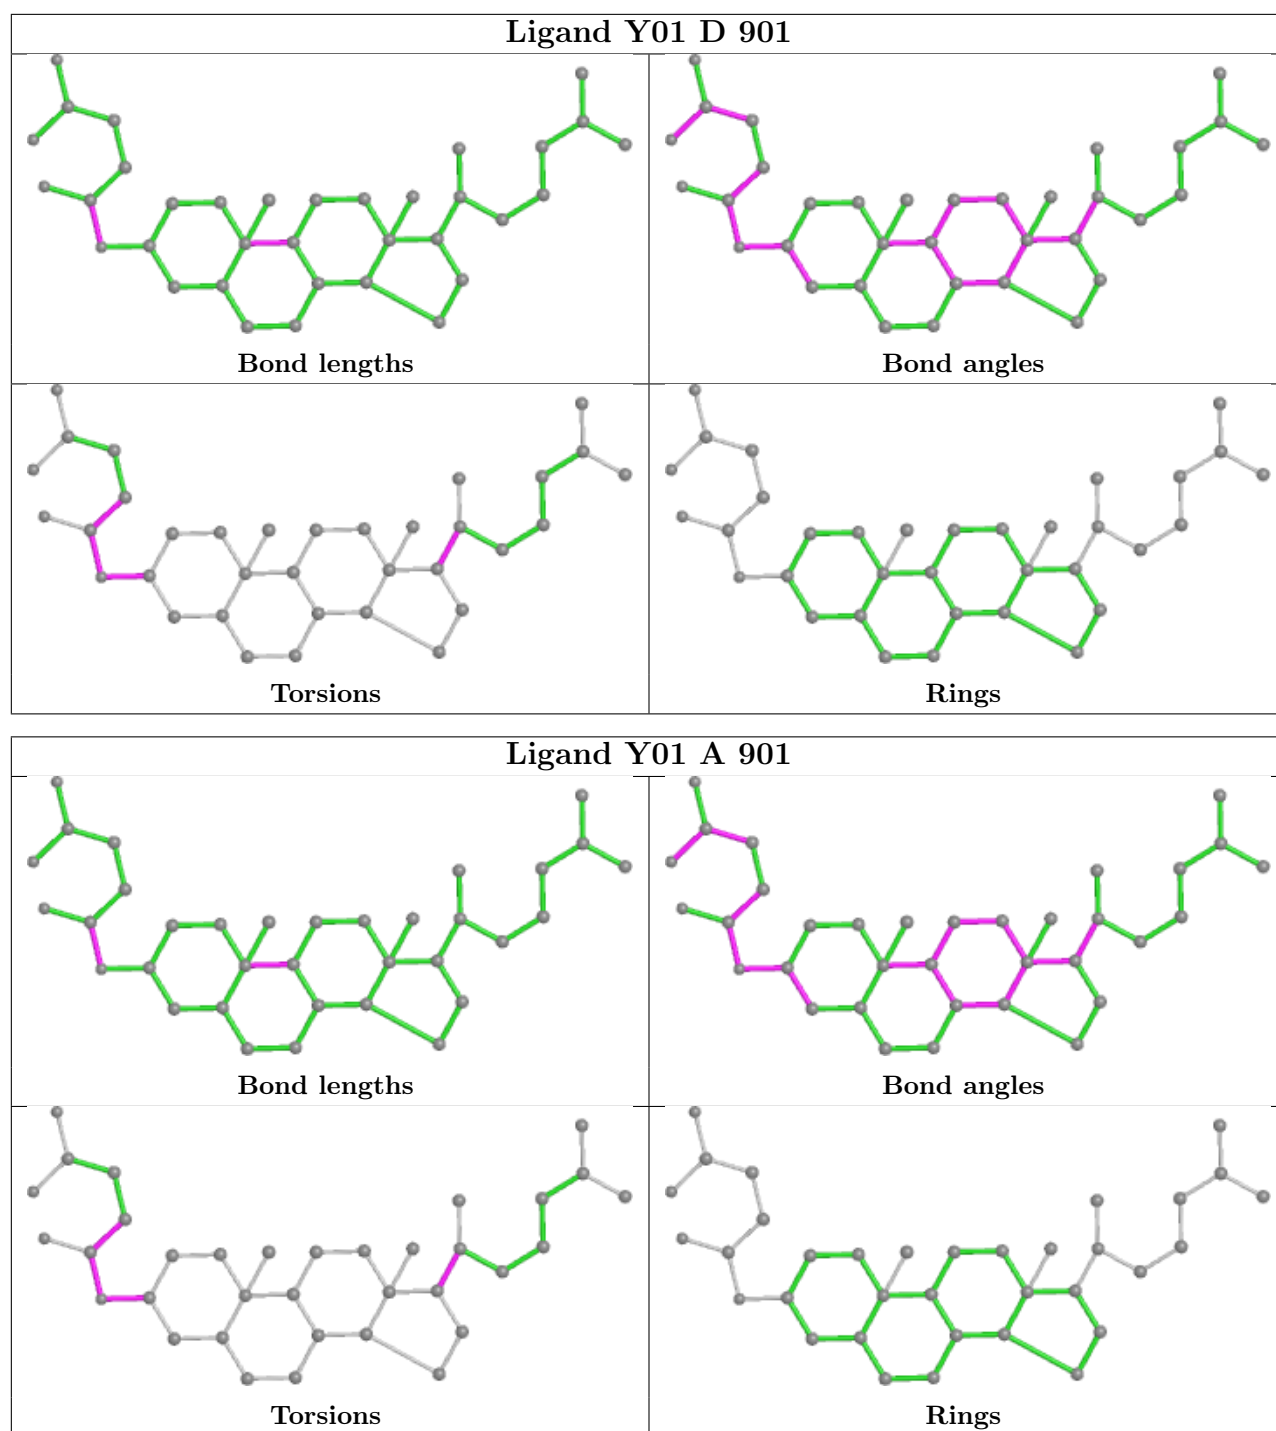 Ligand Y01 D 901
Bond lengths
Bond angles
Torsions
Rings
Ligand Y01 A 901
Bond lengths
Bond angles
Torsions
Rings